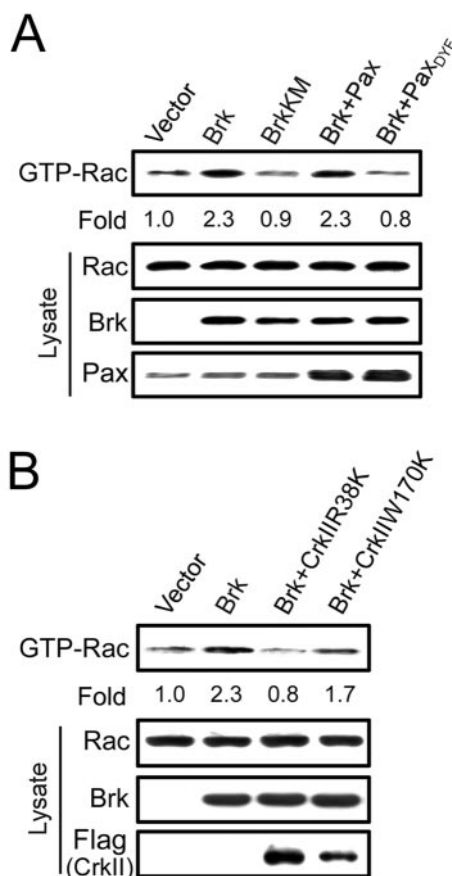 A
Vector Brk BrkKM Brk+Pax Brk+PaxDYF
GTP-Rac
Fold 1.0 2.3 0.9 2.3 0.8
Lysate
Rac
Brk
Pax
B
Vector Brk Brk+CrkIIR38K Brk+CrkIIW170K
GTP-Rac
Fold 1.0 2.3 0.8 1.7
Lysate
Rac
Brk
Flag
(CrkII)